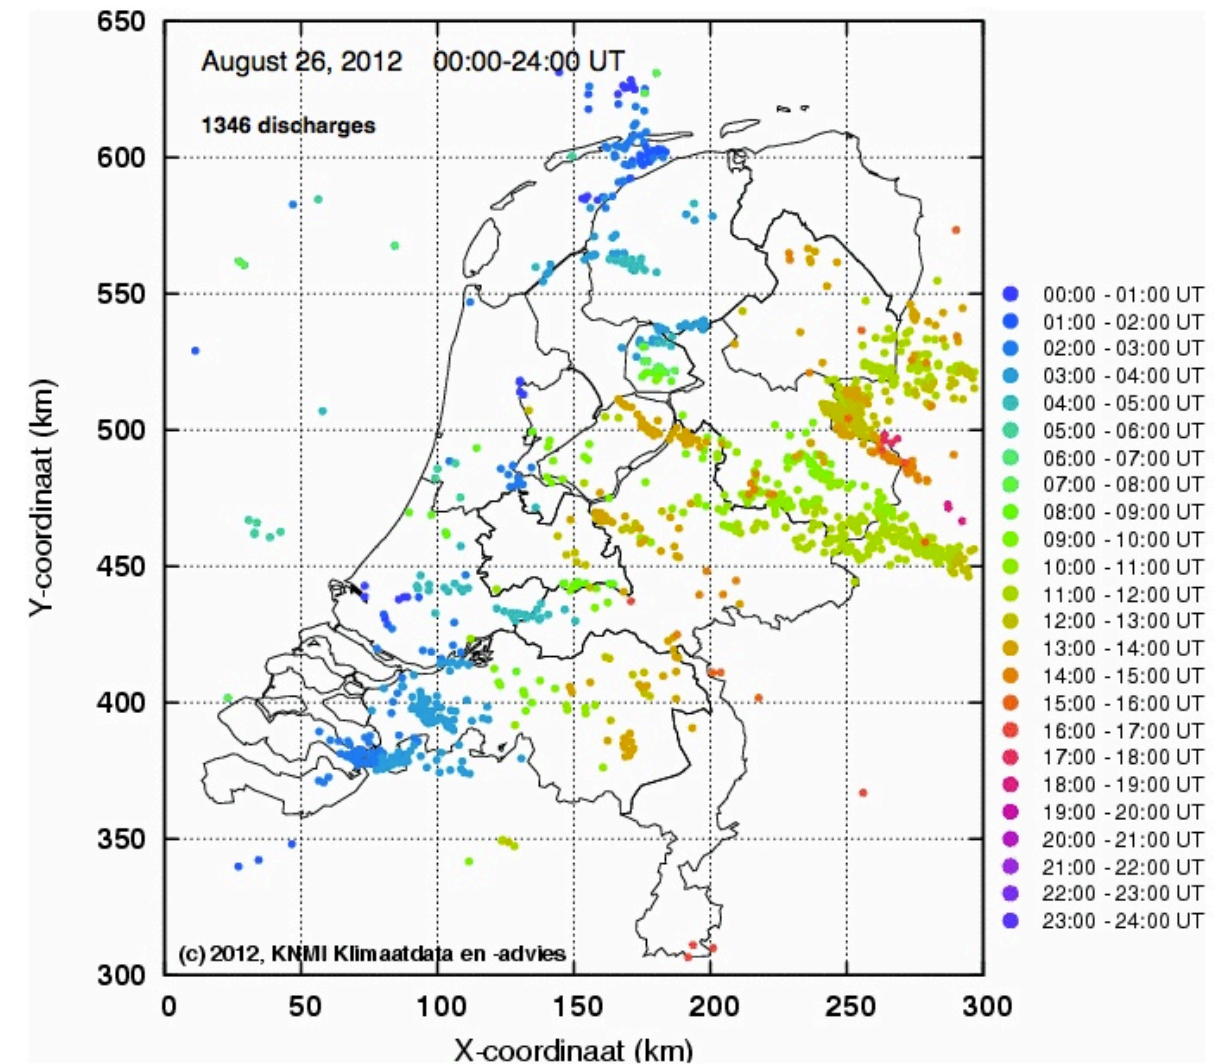 August 26, 2012 00:00-24:00 UT
1346 discharges
650
600
550
500
450
400
350
300
Y-coordinaat (km)
0 50 100 150 200 250 300
X-coordinaat (km)
(c) 2012, KNMI Klimaatdata en -advies
00:00 - 01:00 UT
01:00 - 02:00 UT
02:00 - 03:00 UT
03:00 - 04:00 UT
04:00 - 05:00 UT
05:00 - 06:00 UT
06:00 - 07:00 UT
07:00 - 08:00 UT
08:00 - 09:00 UT
09:00 - 10:00 UT
10:00 - 11:00 UT
11:00 - 12:00 UT
12:00 - 13:00 UT
13:00 - 14:00 UT
14:00 - 15:00 UT
15:00 - 16:00 UT
16:00 - 17:00 UT
17:00 - 18:00 UT
18:00 - 19:00 UT
19:00 - 20:00 UT
20:00 - 21:00 UT
21:00 - 22:00 UT
22:00 - 23:00 UT
23:00 - 24:00 UT